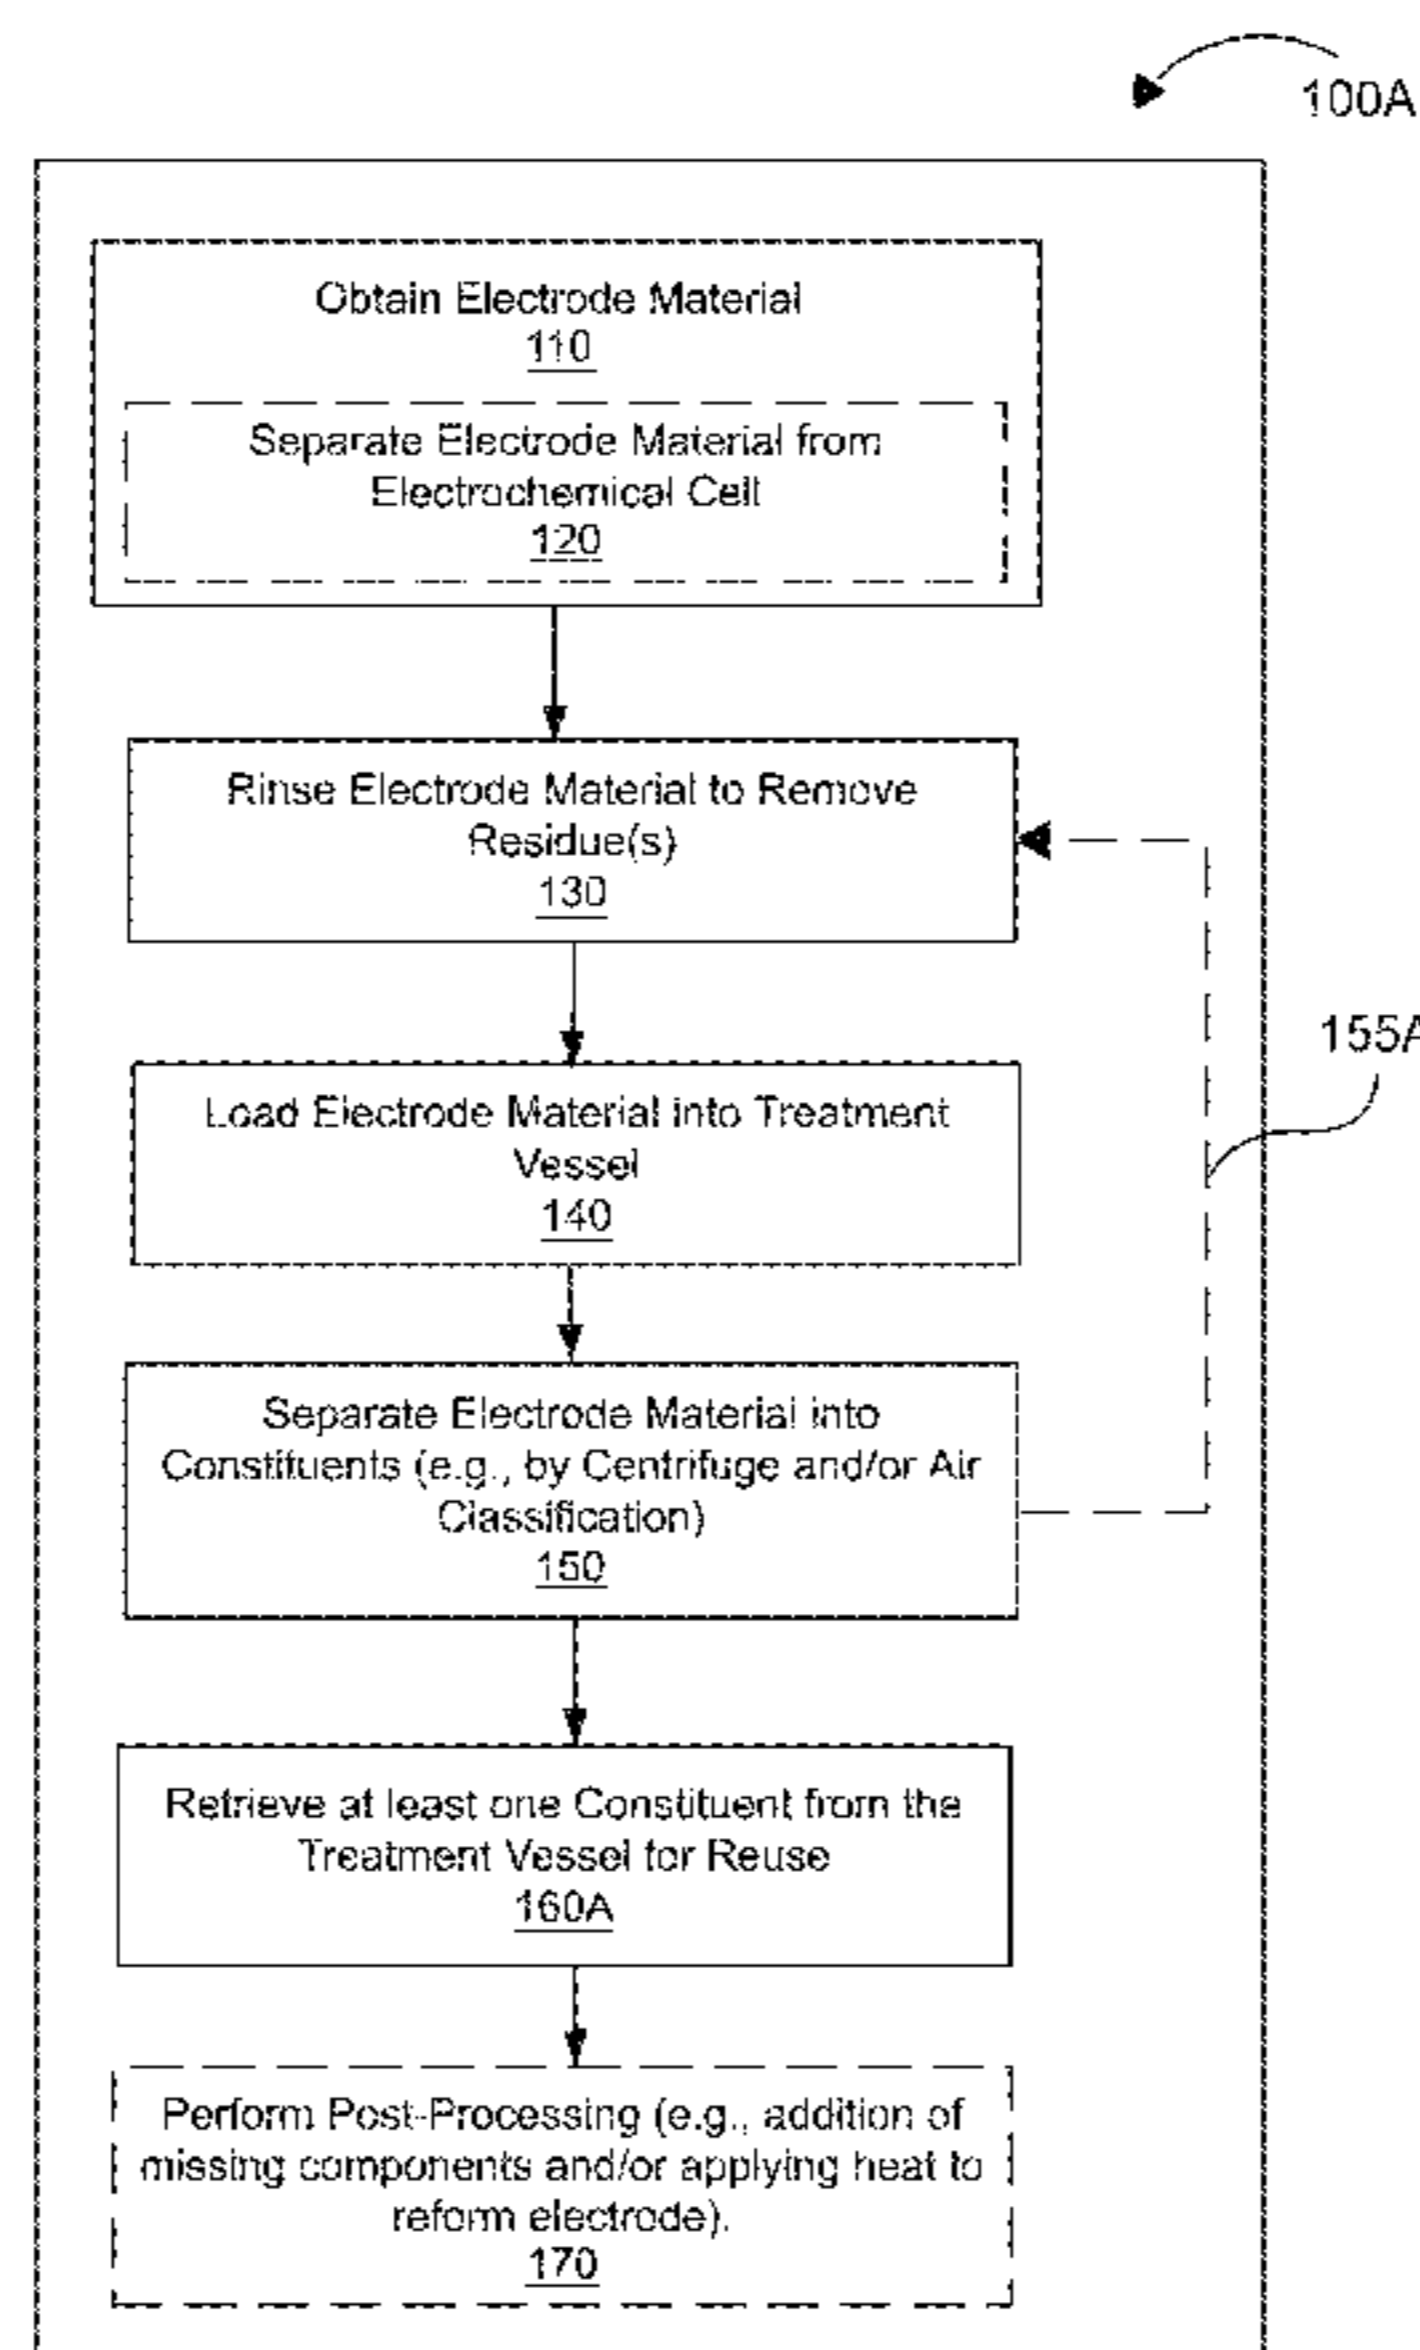 100A
Obtain Electrode Material
110
Separate Electrode Material from
Electrochemical Cell
120
Rinse Electrode Material to Remove
Residue(s)
130
155A
Load Electrode Material into Treatment
Vessel
140
Separate Electrode Material into
Constituents (e.g., by Centrifuge and/or Air
Classification)
150
Retrieve at least one Constituent from the
Treatment Vessel for Reuse
160A
Perform Post-Processing (e.g., addition of
missing components and/or applying heat to
reform electrode).
170